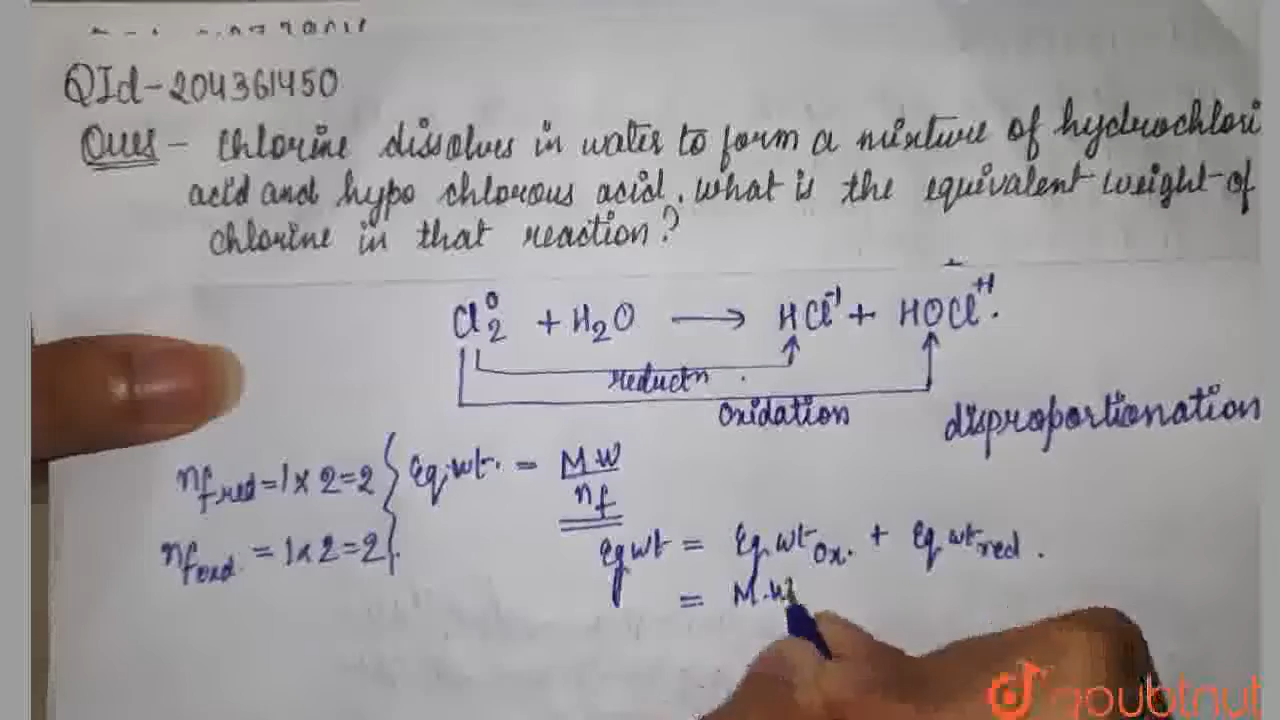 QId-204361450
Ques - Chlorine dissolves in water to form a mixture of hydrochlori
acid and hypo chlorous acid. what is the equivalent weight of
chlorine in that reaction?
Cl₂⁰ + H₂O → HCl⁻¹ + HOCl⁺¹.
reductn.
Oxidation
disproportionation
nf red = 1 x 2 = 2 } Eq. wt. = M.W / nf
nf oxd. = 1 x 2 = 2
Eq wt = Eq. wt ox. + Eq wt red.
= M.W
doubtnut